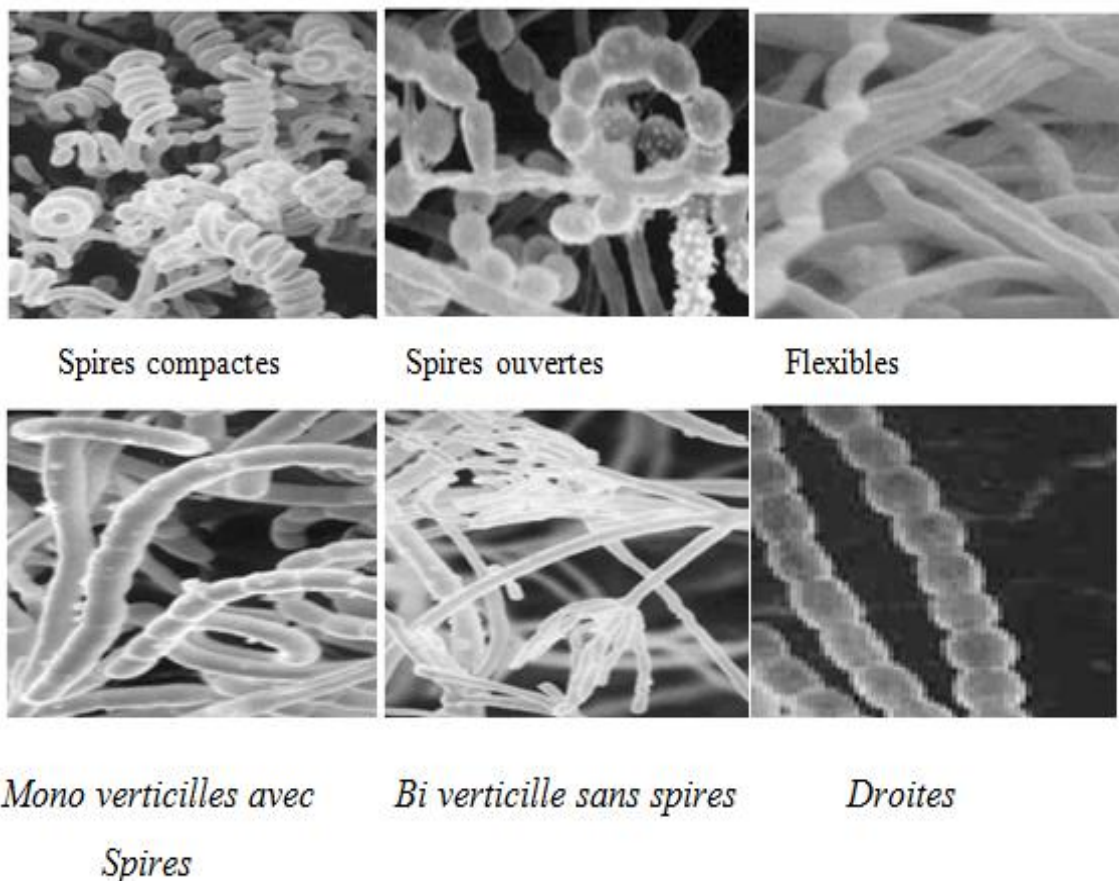 Spires compactes
Spires ouvertes
Flexibles
Mono verticilles avec
Spires
Bi verticille sans spires
Droites